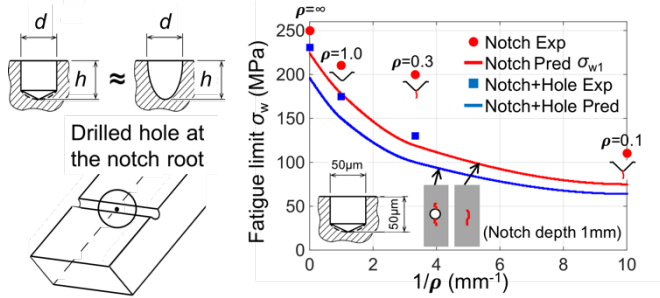 d
d
h
≈
h
Drilled hole at
the notch root
Fatigue limit σw (MPa)
250
200
150
100
50
0
0
2
4
6
8
10
1/ρ (mm-1)
ρ=∞
ρ=1.0
ρ=0.3
ρ=0.1
Notch Exp
Notch Pred σw1
Notch+Hole Exp
Notch+Hole Pred
50μm
50μm
(Notch depth 1mm)